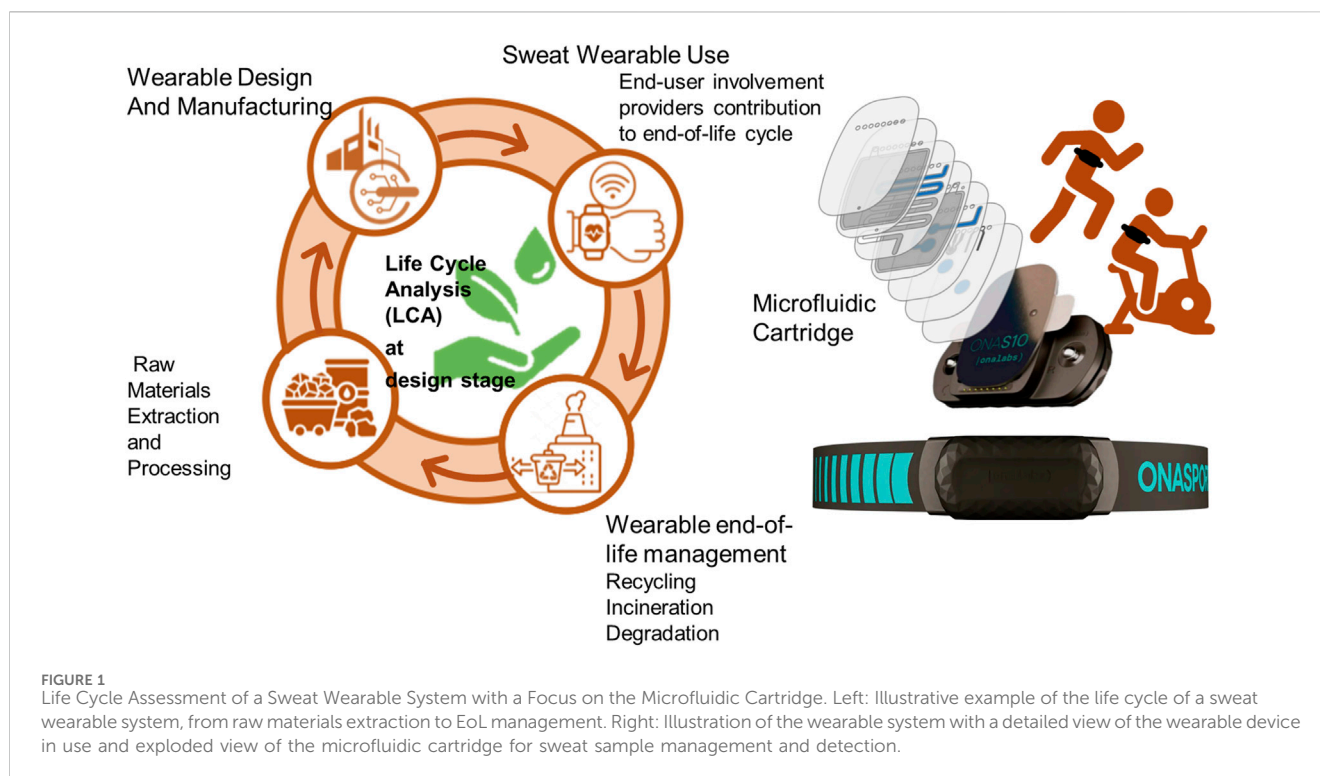 Wearable Design
And Manufacturing
Sweat Wearable Use
End-user involvement
providers contribution
to end-of-life cycle
Life Cycle
Analysis
(LCA)
at
design stage
Raw
Materials
Extraction
and
Processing
Wearable end-of-
life management
Recycling
Incineration
Degradation
Microfluidic
Cartridge
ONAS10
(onalabs)
ONASPOR
FIGURE 1
Life Cycle Assessment of a Sweat Wearable System with a Focus on the Microfluidic Cartridge. Left: Illustrative example of the life cycle of a sweat
wearable system, from raw materials extraction to EoL management. Right: Illustration of the wearable system with a detailed view of the wearable device
in use and exploded view of the microfluidic cartridge for sweat sample management and detection.